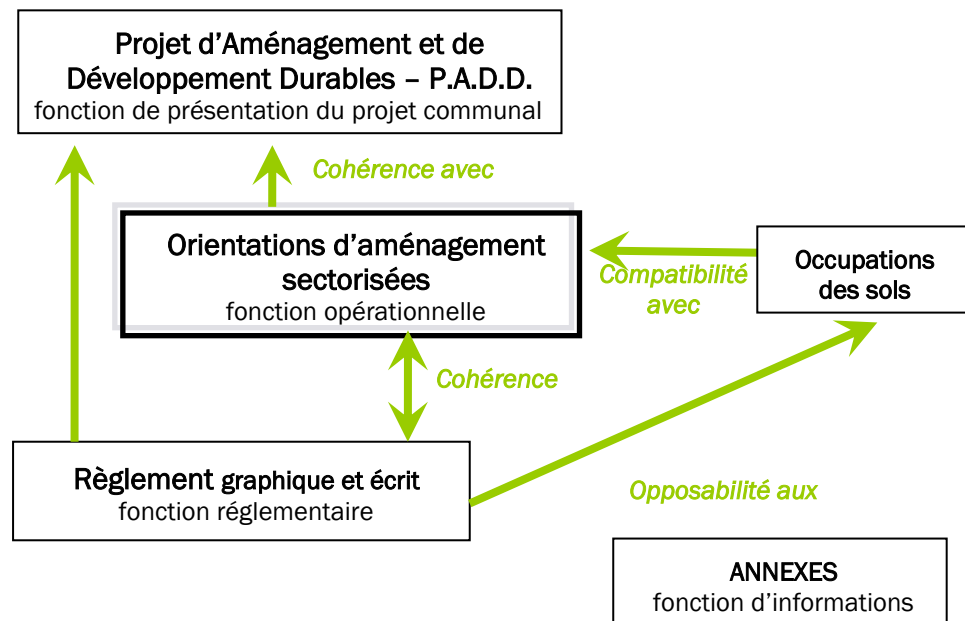 Projet d’Aménagement et de
Développement Durables – P.A.D.D.
fonction de présentation du projet communal
Cohérence avec
Orientations d’aménagement
sectorisées
fonction opérationnelle
Compatibilité
avec
Occupations
des sols
Cohérence
Règlement graphique et écrit
fonction réglementaire
Opposabilité aux
ANNEXES
fonction d’informations